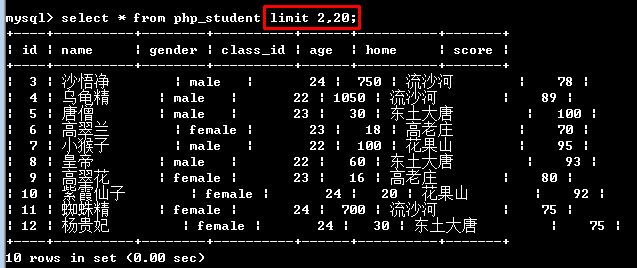 mysql> select * from php_student limit 2,20;
+----+----------+--------+----------+------+----------+-------+
| id | name | gender | class_id | age | home | score |
+----+----------+--------+----------+------+----------+-------+
| 3 | 沙悟净 | male | 24 | 750 | 流沙河 | 78 |
| 4 | 乌龟精 | male | 22 | 1050 | 流沙河 | 89 |
| 5 | 唐僧 | male | 23 | 30 | 东土大唐 | 100 |
| 6 | 高翠兰 | female | 23 | 18 | 高老庄 | 70 |
| 7 | 小猴子 | male | 22 | 100 | 花果山 | 95 |
| 8 | 皇帝 | male | 22 | 60 | 东土大唐 | 93 |
| 9 | 高翠花 | female | 23 | 16 | 高老庄 | 80 |
| 10 | 紫霞仙子 | female | 24 | 20 | 花果山 | 92 |
| 11 | 蜘蛛精 | female | 24 | 700 | 流沙河 | 75 |
| 12 | 杨贵妃 | female | 24 | 30 | 东土大唐 | 75 |
+----+----------+--------+----------+------+----------+-------+
10 rows in set (0.00 sec)